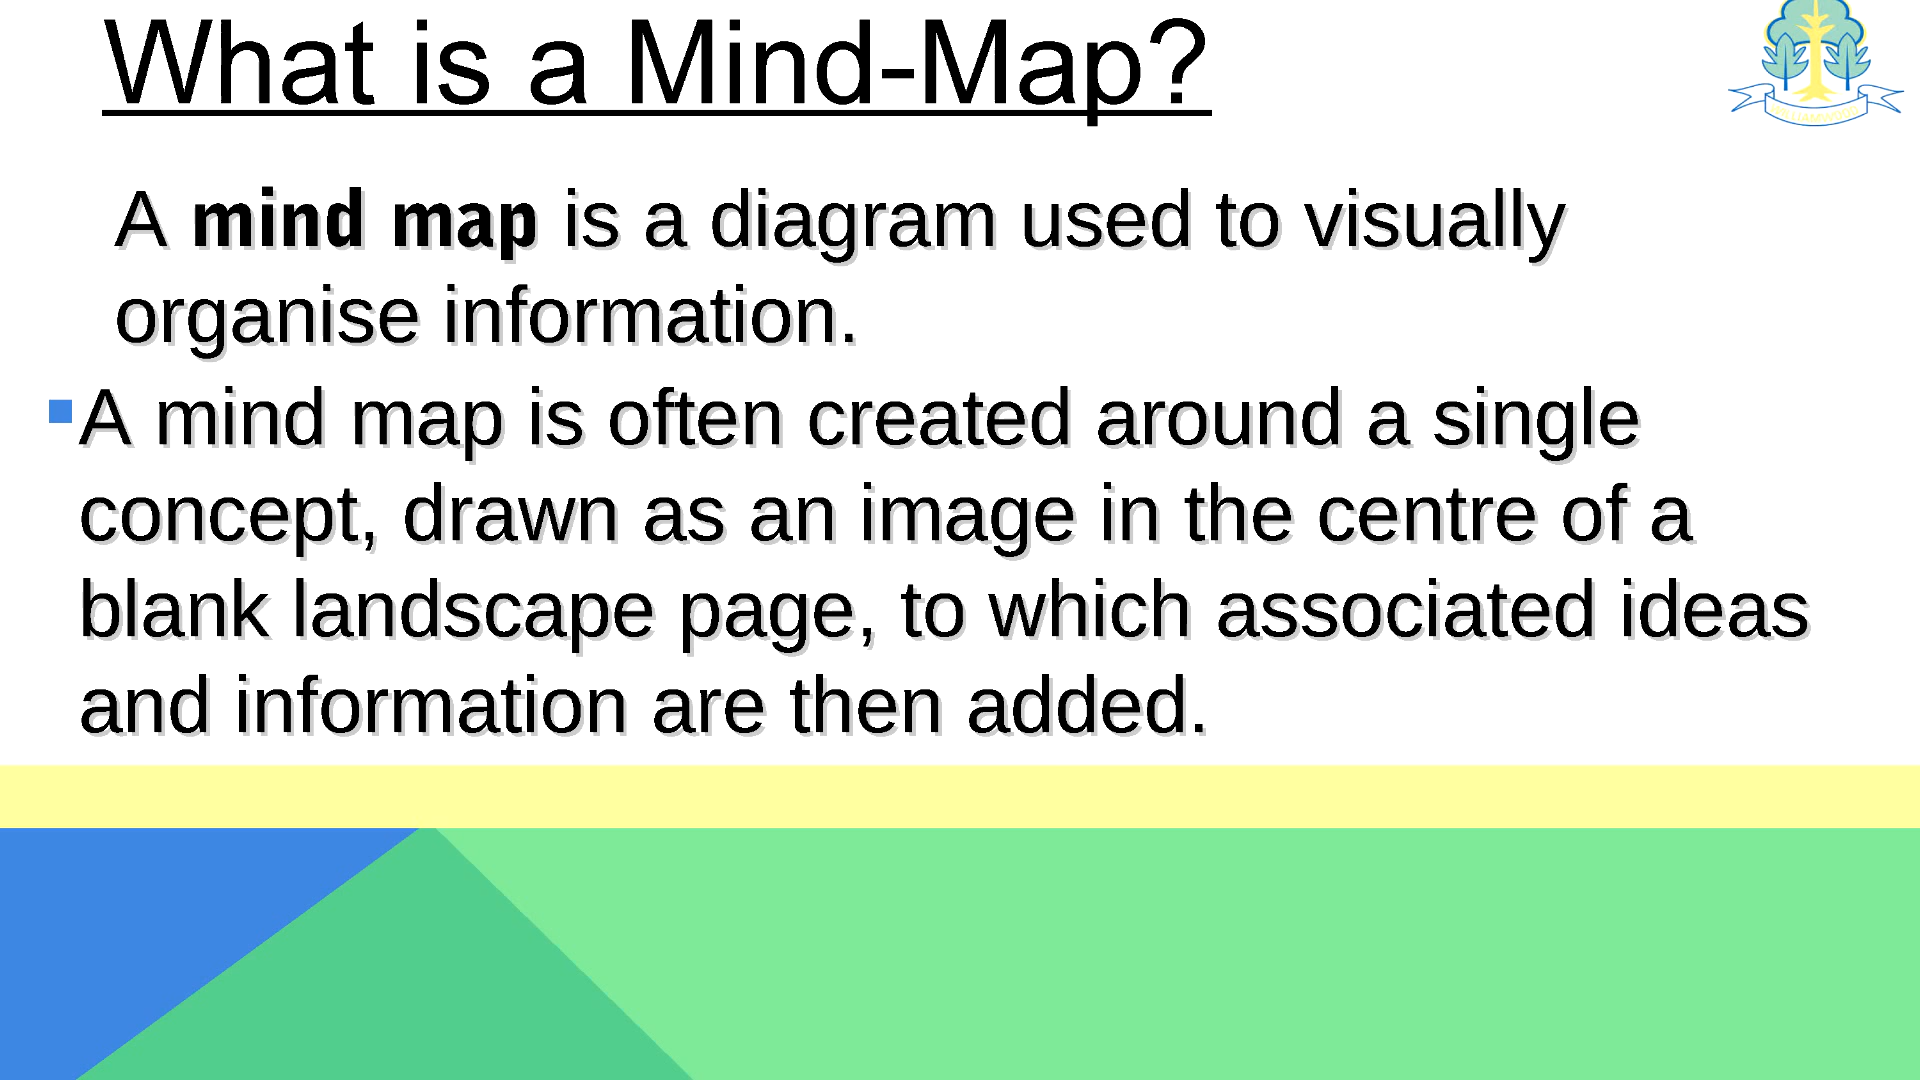 What is a Mind-Map?
A mind map is a diagram used to visually
organise information.
A mind map is often created around a single
concept, drawn as an image in the centre of a
blank landscape page, to which associated ideas
and information are then added.